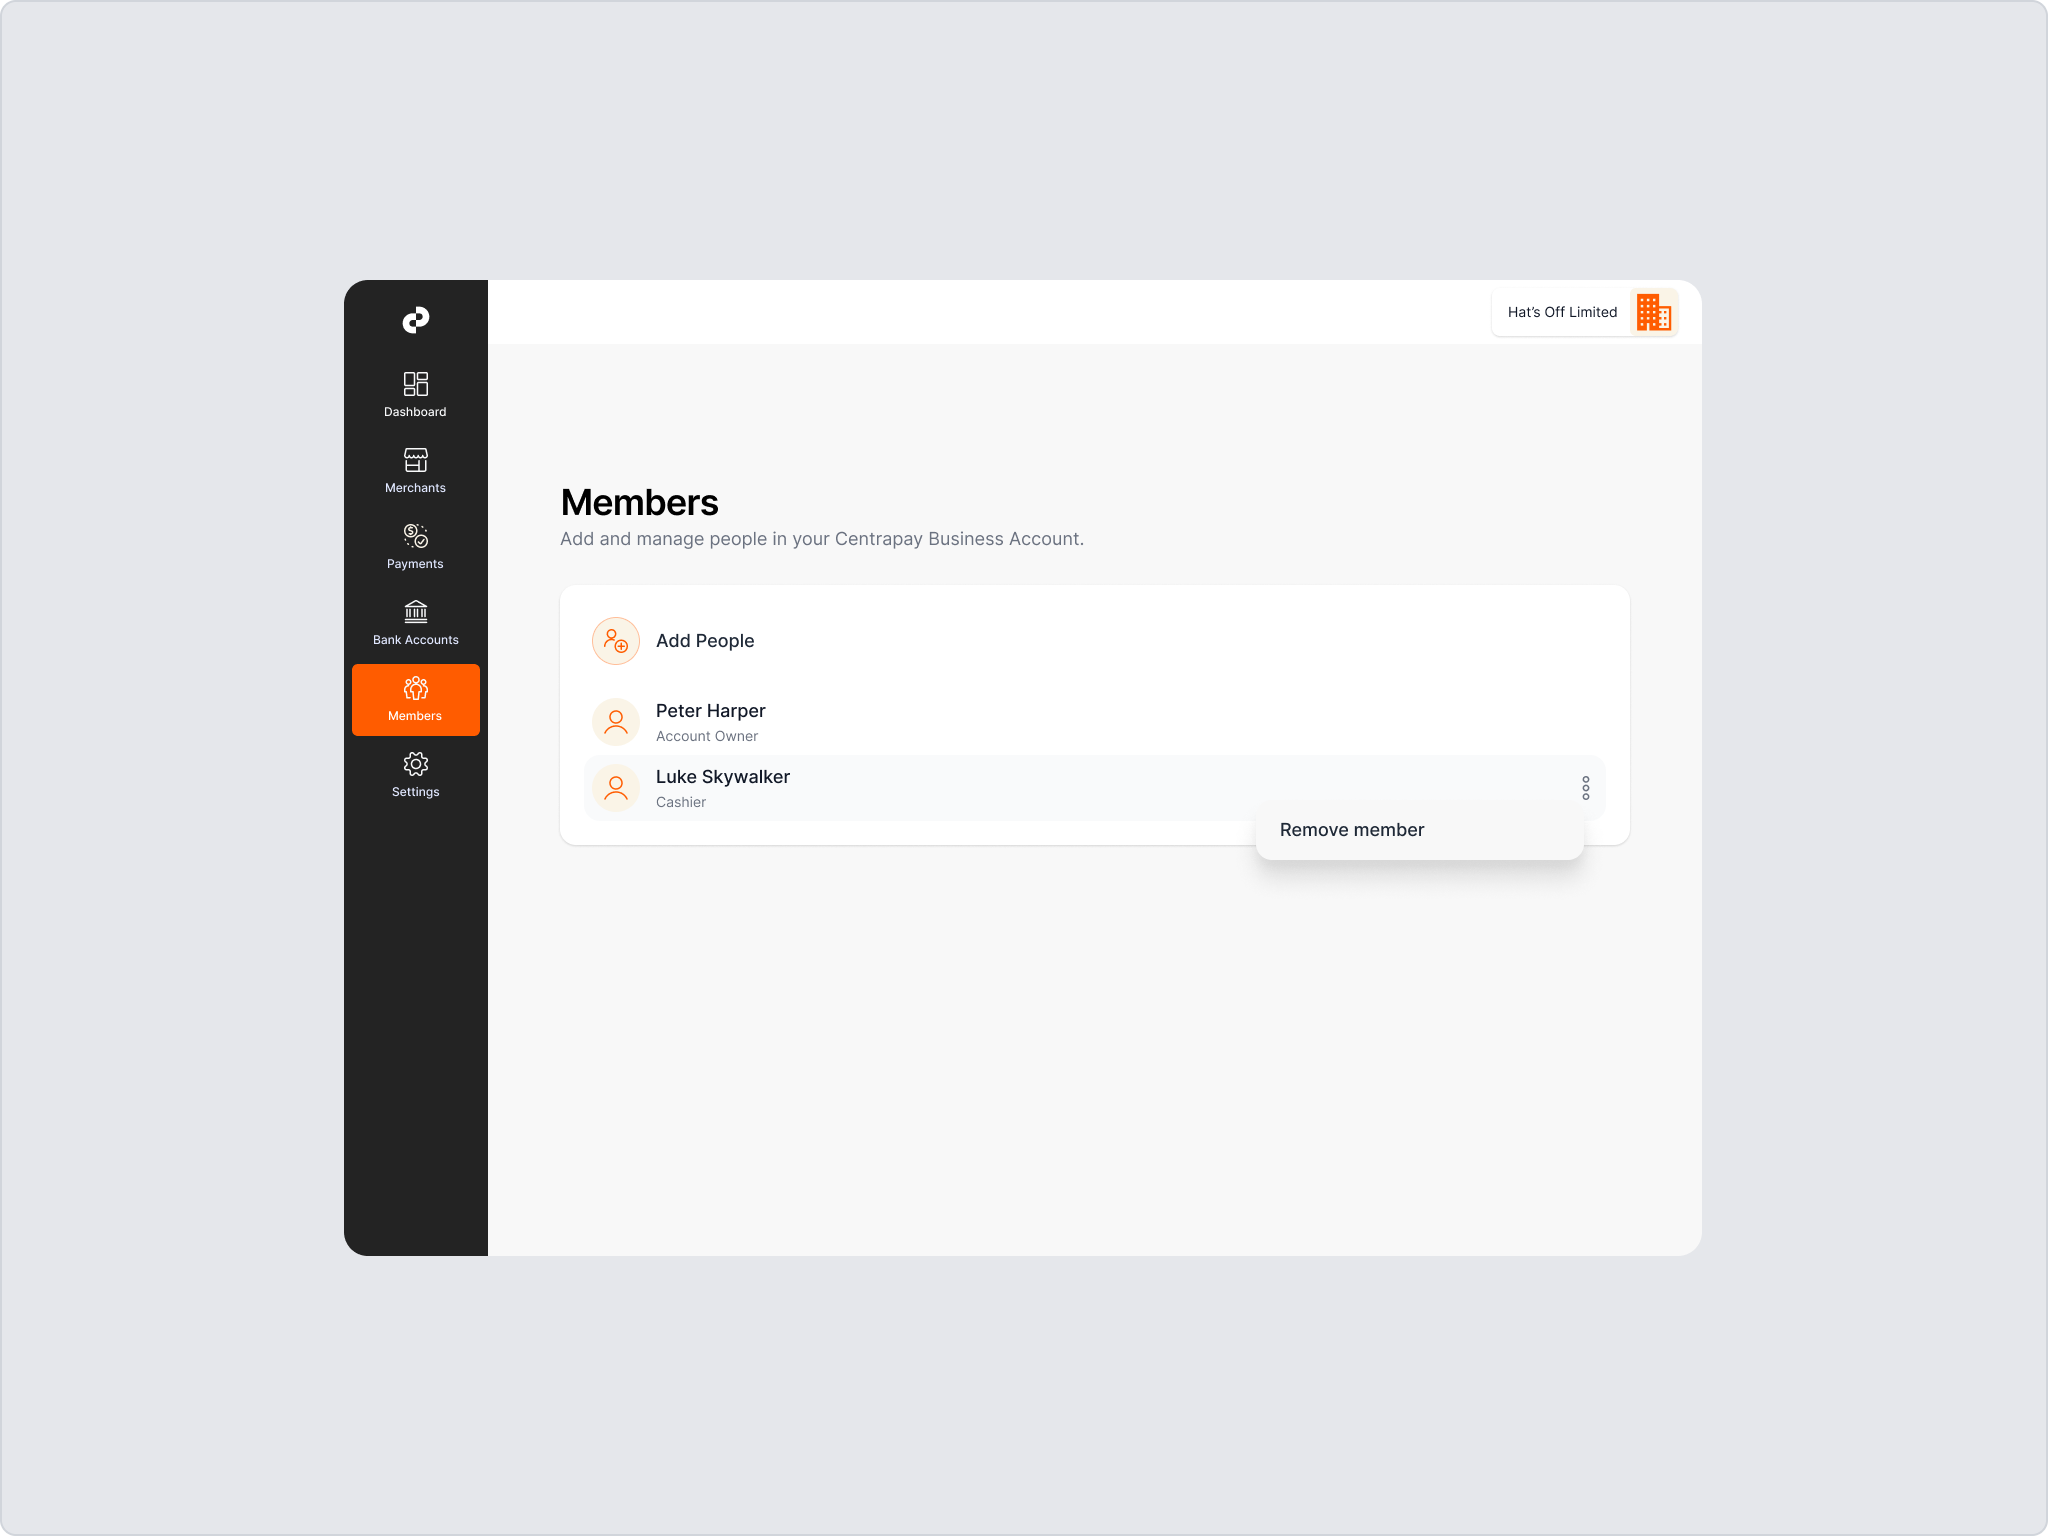 Hat’s Off Limited
Dashboard
Merchants
Payments
Bank Accounts
Members
Settings
Members
Add and manage people in your Centrapay Business Account.
Add People
Peter Harper
Account Owner
Luke Skywalker
Cashier
Remove member